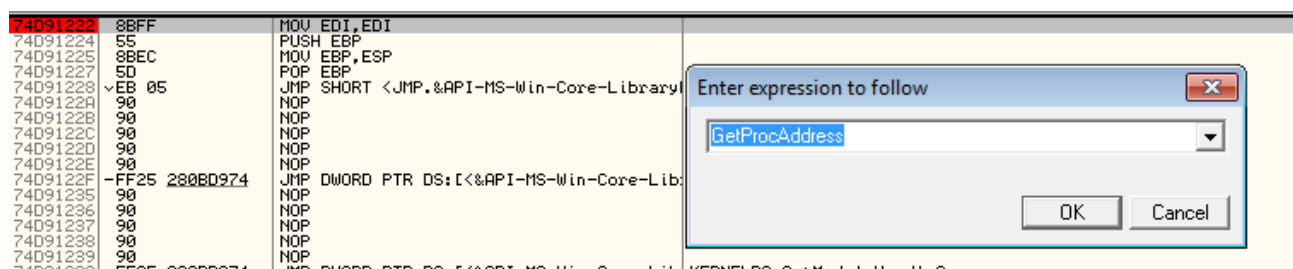 74D91222 8BFF MOV EDI,EDI
74D91224 55 PUSH EBP
74D91225 8BEC MOV EBP,ESP
74D91227 5D POP EBP
74D91228 ⌄EB 05 JMP SHORT <JMP.&API-MS-Win-Core-Library
74D9122A 90 NOP
74D9122B 90 NOP
74D9122C 90 NOP
74D9122D 90 NOP
74D9122E 90 NOP
74D9122F -FF25 280BD974 JMP DWORD PTR DS:[<&API-MS-Win-Core-Lib
74D91235 90 NOP
74D91236 90 NOP
74D91237 90 NOP
74D91238 90 NOP
74D91239 90 NOP
Enter expression to follow
GetProcAddress
OK Cancel